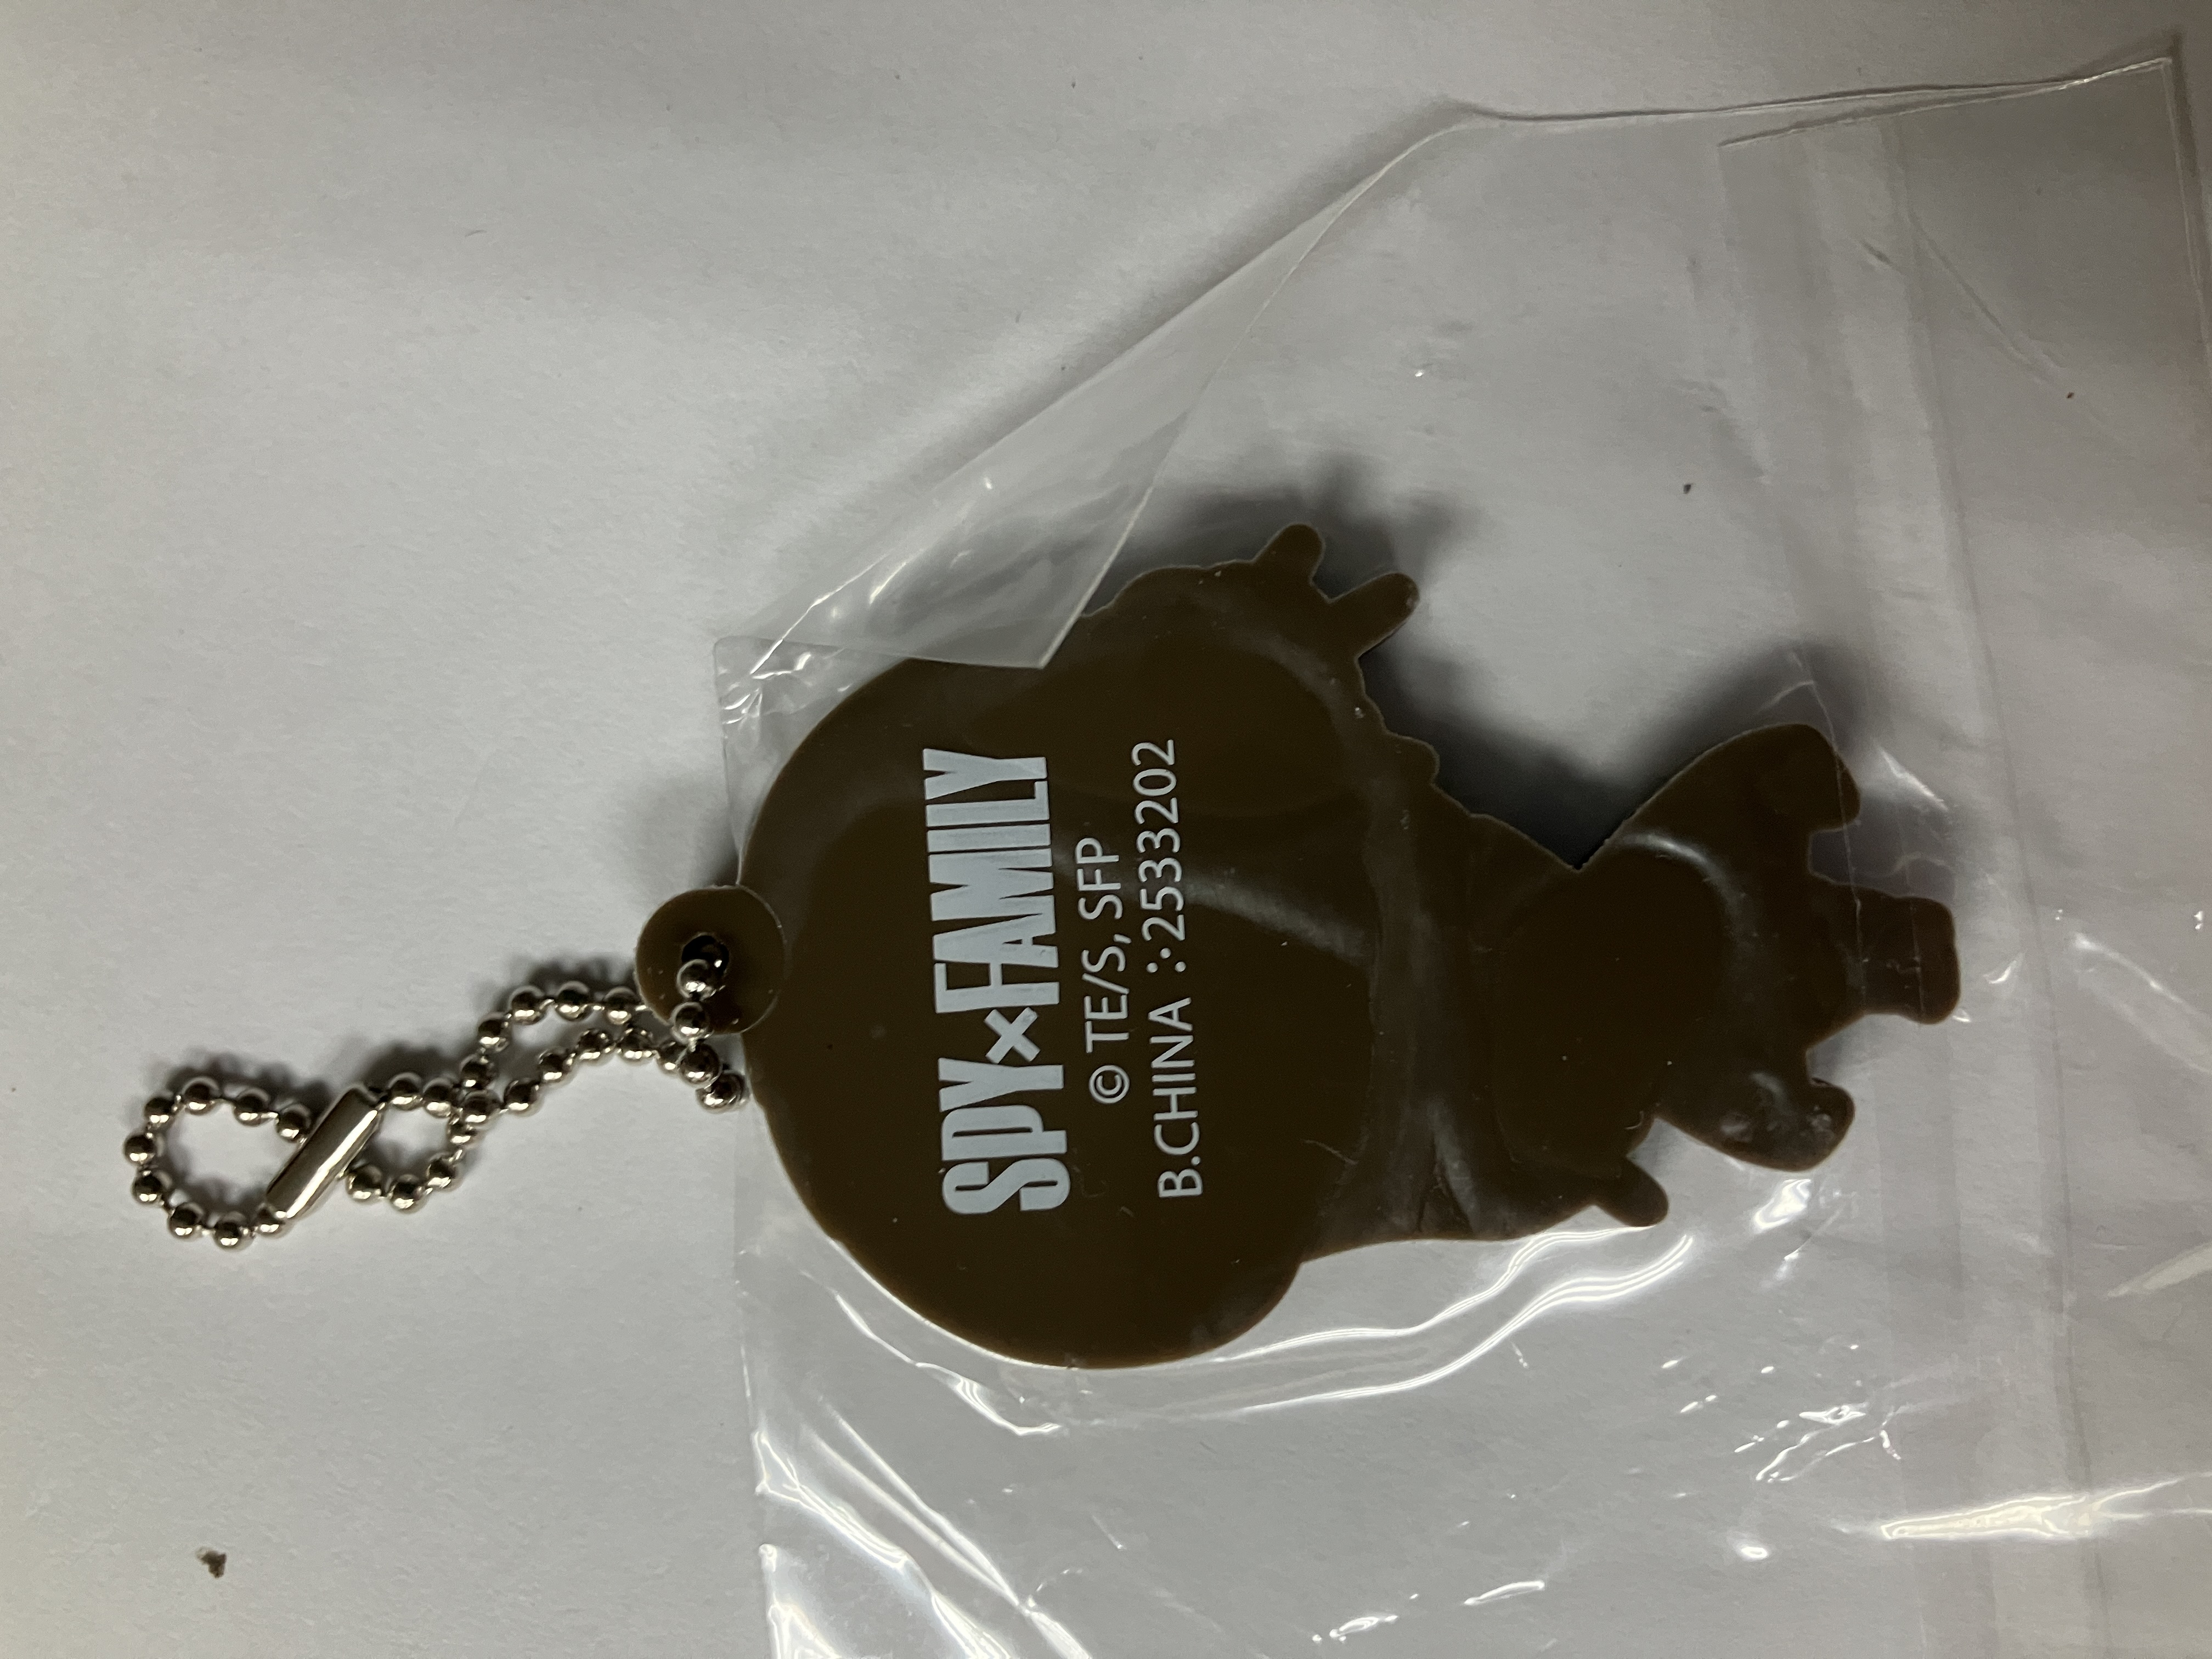 SPY×FAMILY
© TE/S, SFP
B.CHINA :·2533202